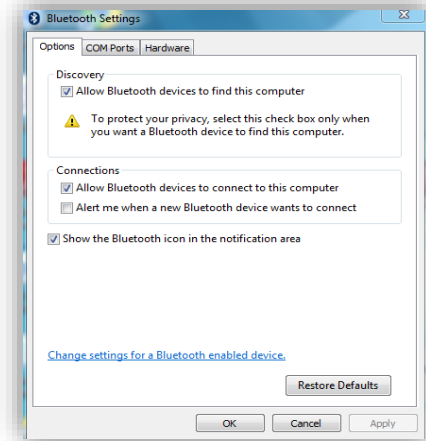 Bluetooth Settings
Options COM Ports Hardware
Discovery
Allow Bluetooth devices to find this computer
To protect your privacy, select this check box only when
you want a Bluetooth device to find this computer.
Connections
Allow Bluetooth devices to connect to this computer
Alert me when a new Bluetooth device wants to connect
Show the Bluetooth icon in the notification area
Change settings for a Bluetooth enabled device.
Restore Defaults
OK Cancel Apply